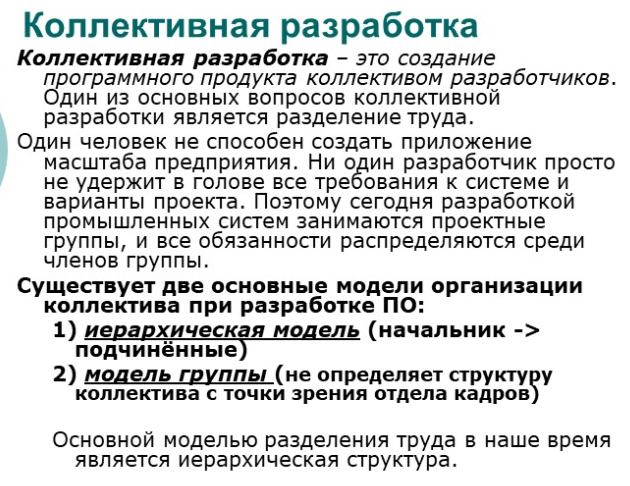 Коллективная разработка
Коллективная разработка – это создание
программного продукта коллективом разработчиков.
Один из основных вопросов коллективной
разработки является разделение труда.
Один человек не способен создать приложение
масштаба предприятия. Ни один разработчик просто
не удержит в голове все требования к системе и
варианты проекта. Поэтому сегодня разработкой
промышленных систем занимаются проектные
группы, и все обязанности распределяются среди
членов группы.
Существует две основные модели организации
коллектива при разработке ПО:
1) иерархическая модель (начальник ->
подчинённые)
2) модель группы (не определяет структуру
коллектива с точки зрения отдела кадров)
Основной моделью разделения труда в наше время
является иерархическая структура.